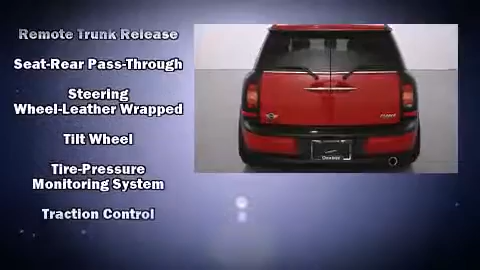 Remote Trunk Release
Seat-Rear Pass-Through
Steering
Wheel-Leather Wrapped
Tilt Wheel
Tire-Pressure
Monitoring System
Traction Control